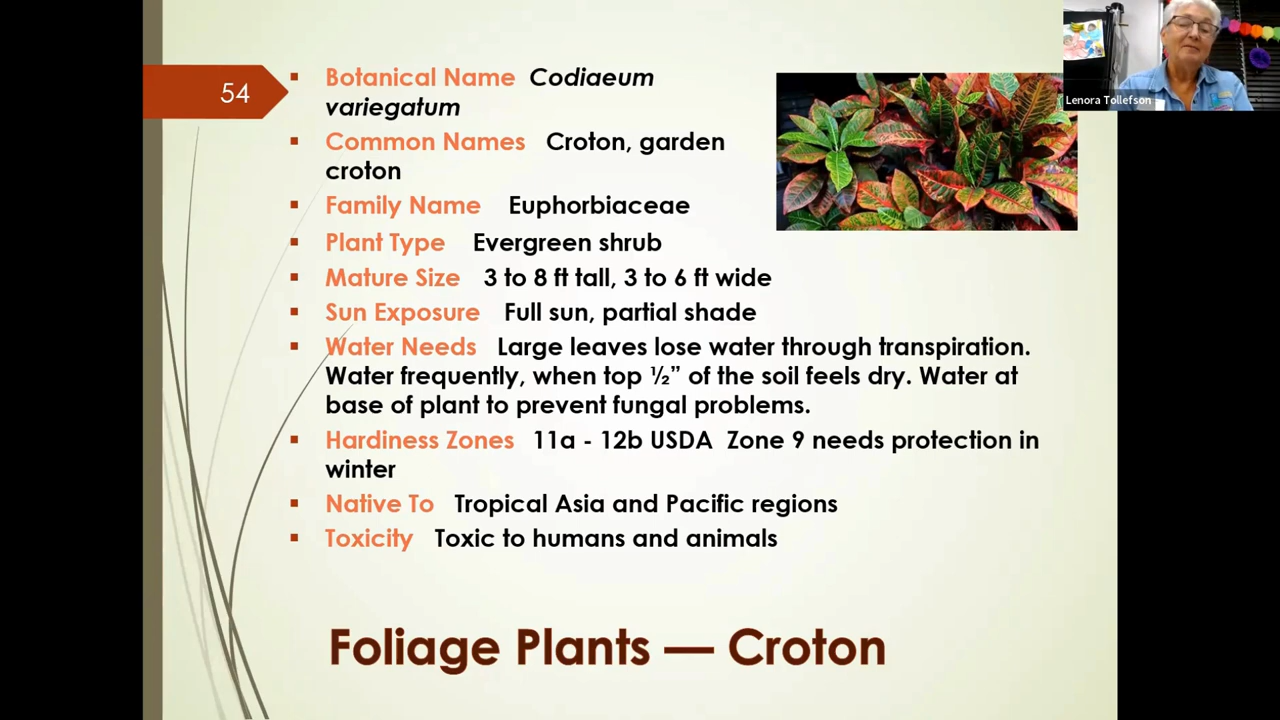 54
Botanical Name Codiaeum
variegatum
Common Names Croton, garden
croton
Family Name Euphorbiaceae
Plant Type Evergreen shrub
Mature Size 3 to 8 ft tall, 3 to 6 ft wide
Sun Exposure Full sun, partial shade
Water Needs Large leaves lose water through transpiration.
Water frequently, when top ½” of the soil feels dry. Water at
base of plant to prevent fungal problems.
Hardiness Zones 11a - 12b USDA Zone 9 needs protection in
winter
Native To Tropical Asia and Pacific regions
Toxicity Toxic to humans and animals
Foliage Plants — Croton
Lenora Tollefson